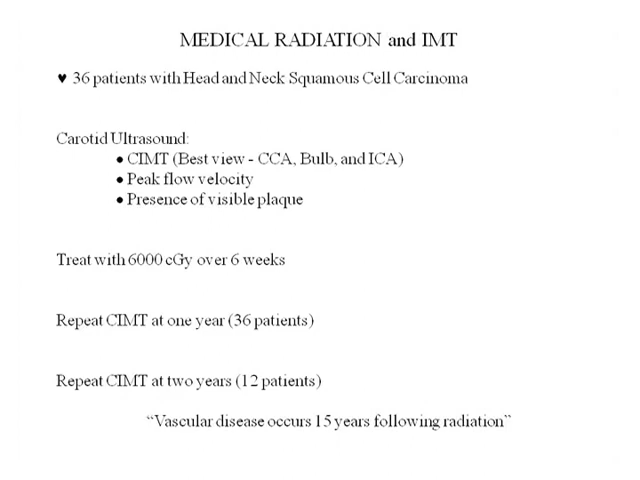 MEDICAL RADIATION and IMT
♥ 36 patients with Head and Neck Squamous Cell Carcinoma
Carotid Ultrasound:
• CIMT (Best view - CCA, Bulb, and ICA)
• Peak flow velocity
• Presence of visible plaque
Treat with 6000 cGy over 6 weeks
Repeat CIMT at one year (36 patients)
Repeat CIMT at two years (12 patients)
“Vascular disease occurs 15 years following radiation”